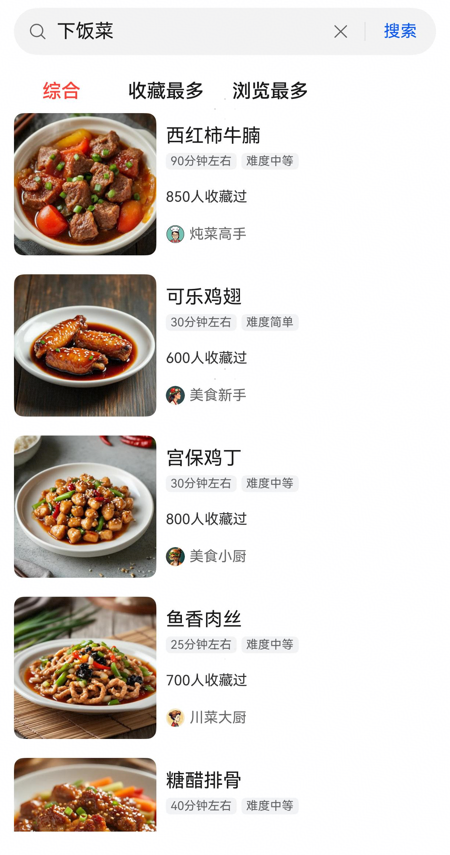 下饭菜 搜索
综合 收藏最多 浏览最多
西红柿牛腩
90分钟左右 难度中等
850人收藏过
炖菜高手
可乐鸡翅
30分钟左右 难度简单
600人收藏过
美食新手
宫保鸡丁
30分钟左右 难度中等
800人收藏过
美食小厨
鱼香肉丝
25分钟左右 难度中等
700人收藏过
川菜大厨
糖醋排骨
40分钟左右 难度中等